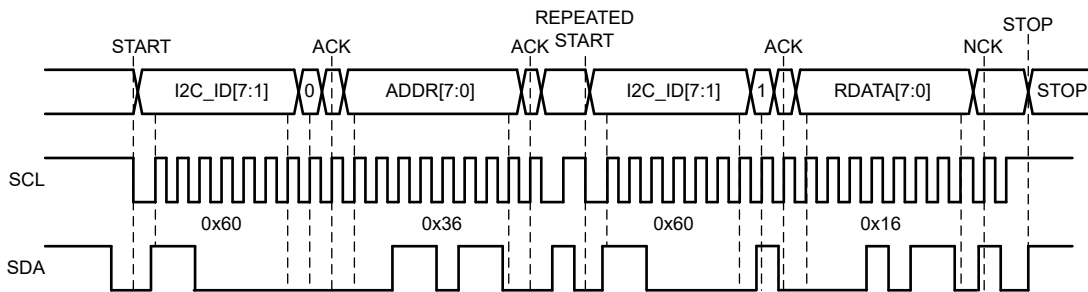 REPEATED
START
STOP
START
ACK
ACK
ACK
NCK
I2C_ID[7:1]
0
ADDR[7:0]
I2C_ID[7:1]
1
RDATA[7:0]
STOP
SCL
0x60
0x36
0x60
0x16
SDA